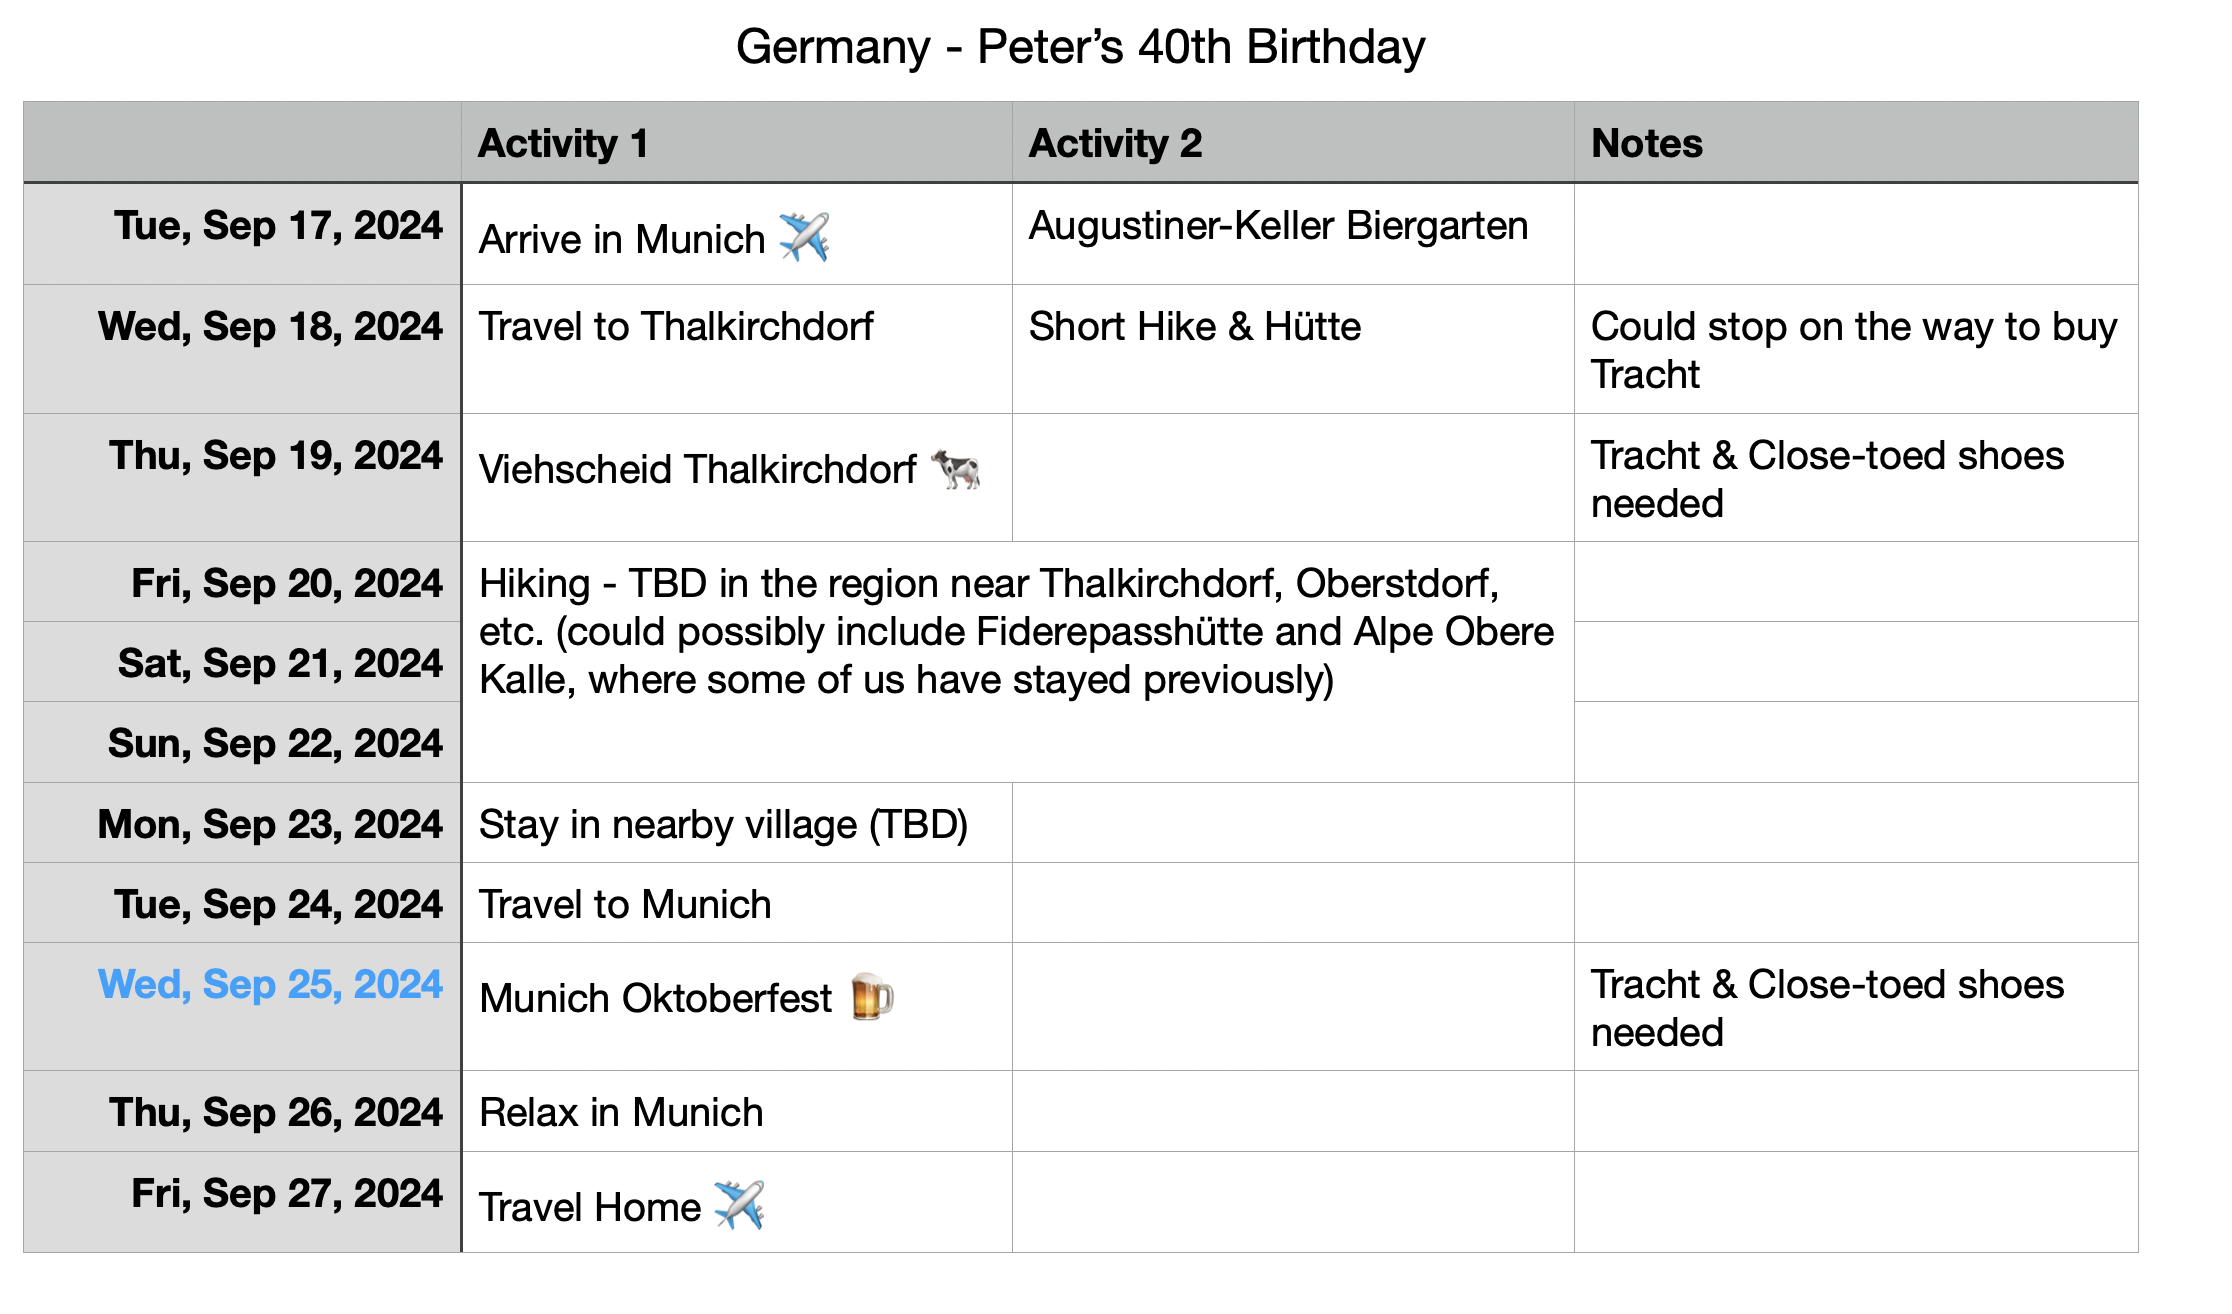 Germany - Peter’s 40th Birthday
Activity 1
Activity 2
Notes
Tue, Sep 17, 2024
Arrive in Munich ✈️
Augustiner-Keller Biergarten
Wed, Sep 18, 2024
Travel to Thalkirchdorf
Short Hike & Hütte
Could stop on the way to buy
Tracht
Thu, Sep 19, 2024
Viehscheid Thalkirchdorf 🐄
Tracht & Close-toed shoes
needed
Fri, Sep 20, 2024
Sat, Sep 21, 2024
Sun, Sep 22, 2024
Hiking - TBD in the region near Thalkirchdorf, Oberstdorf,
etc. (could possibly include Fiderepasshütte and Alpe Obere
Kalle, where some of us have stayed previously)
Mon, Sep 23, 2024
Stay in nearby village (TBD)
Tue, Sep 24, 2024
Travel to Munich
Wed, Sep 25, 2024
Munich Oktoberfest 🍺
Tracht & Close-toed shoes
needed
Thu, Sep 26, 2024
Relax in Munich
Fri, Sep 27, 2024
Travel Home ✈️